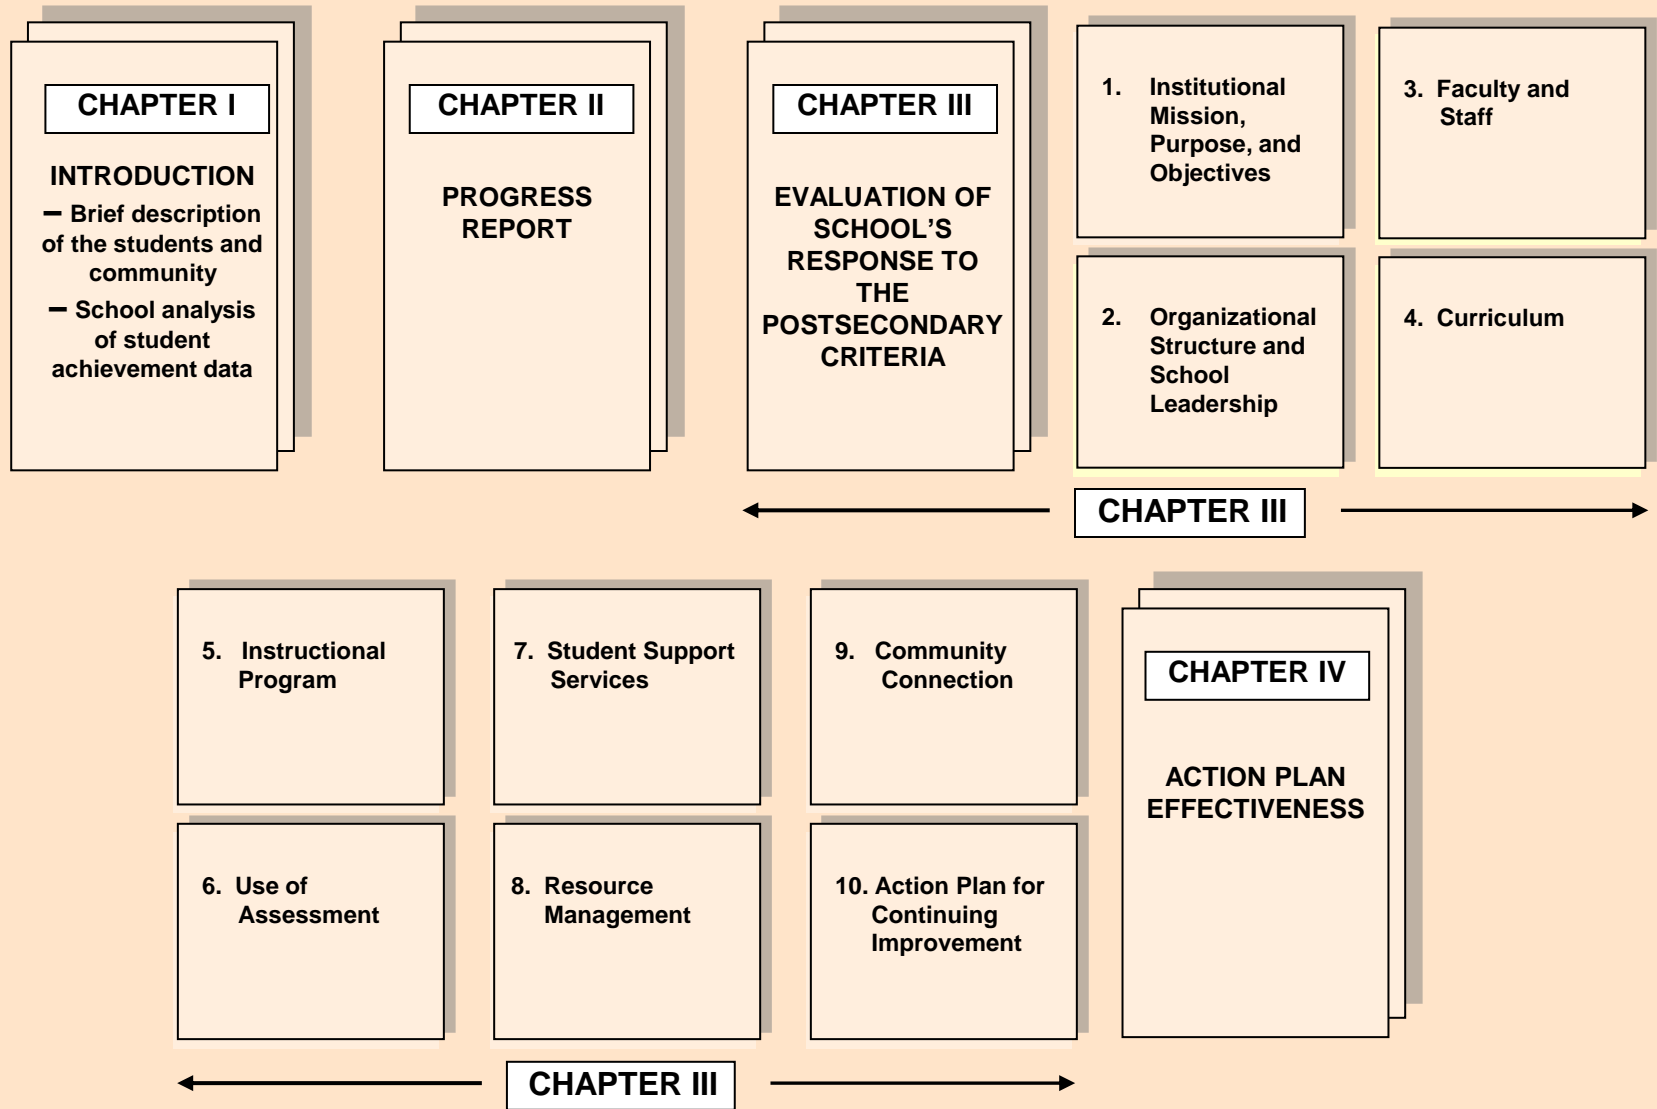 CHAPTER I
INTRODUCTION
– Brief description
of the students and
community
– School analysis
of student
achievement data
CHAPTER II
PROGRESS
REPORT
CHAPTER III
EVALUATION OF
SCHOOL’S
RESPONSE TO
THE
POSTSECONDARY
CRITERIA
1. Institutional
Mission,
Purpose, and
Objectives
2. Organizational
Structure and
School
Leadership
3. Faculty and
Staff
4. Curriculum
CHAPTER III
5. Instructional
Program
6. Use of
Assessment
7. Student Support
Services
8. Resource
Management
9. Community
Connection
10. Action Plan for
Continuing
Improvement
CHAPTER IV
ACTION PLAN
EFFECTIVENESS
CHAPTER III